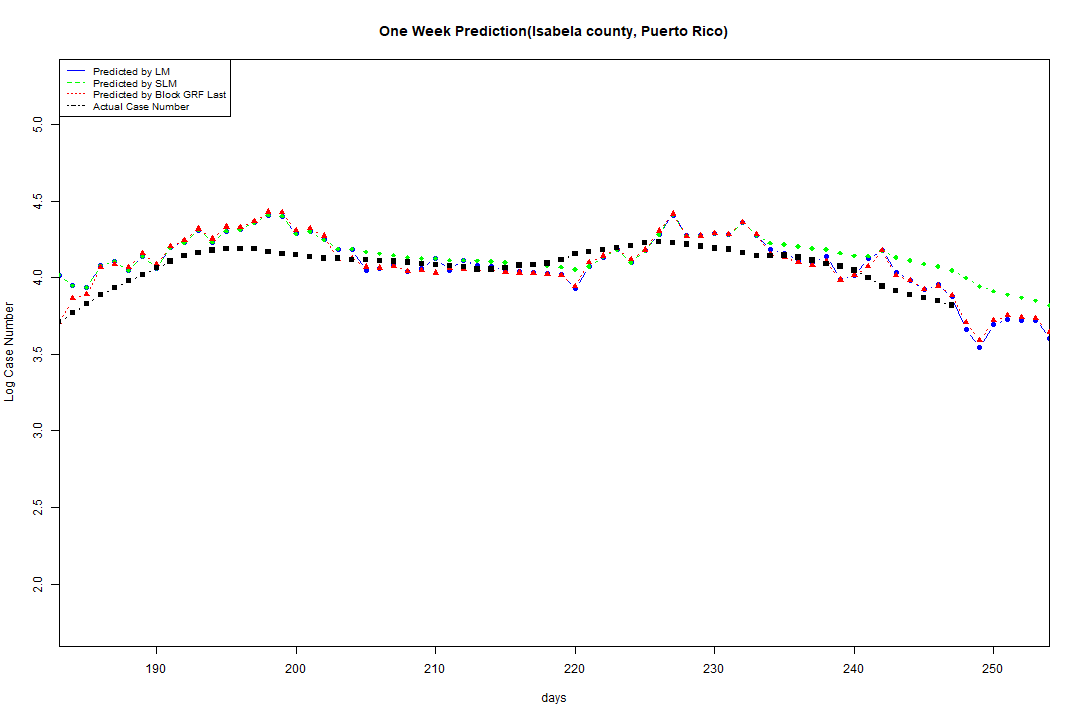 One Week Prediction(Isabela county, Puerto Rico)
Predicted by LM
Predicted by SLM
Predicted by Block GRF Last
Actual Case Number
5.0
4.5
4.0
3.5
3.0
2.5
2.0
Log Case Number
190 200 210 220 230 240 250
days